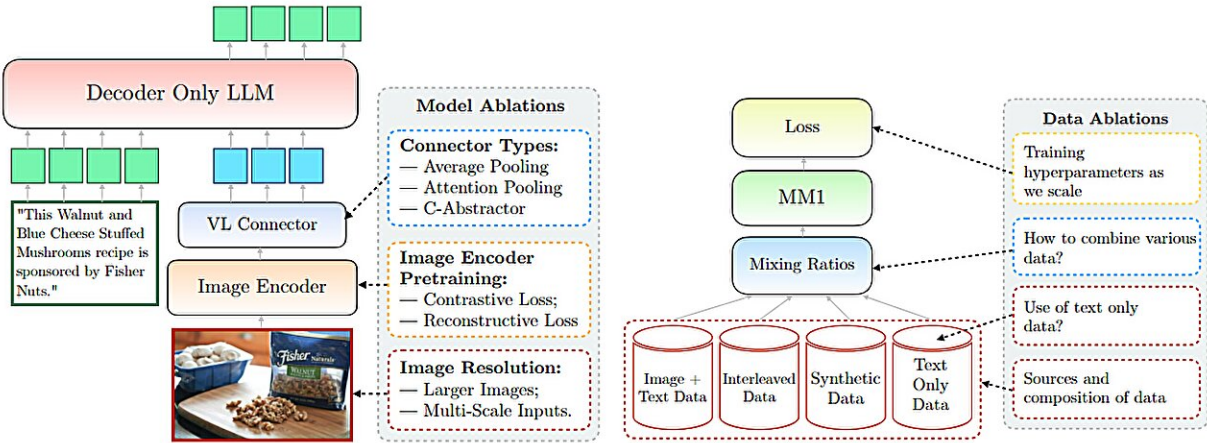 Decoder Only LLM
"This Walnut and
Blue Cheese Stuffed
Mushrooms recipe is
sponsored by Fisher
Nuts."
VL Connector
Image Encoder
Fisher
Naturals
WALNUT
Model Ablations
Connector Types:
— Average Pooling
— Attention Pooling
— C-Abstractor
Image Encoder
Pretraining:
— Contrastive Loss;
— Reconstructive Loss
Image Resolution:
— Larger Images;
— Multi-Scale Inputs.
Loss
MM1
Mixing Ratios
Image +
Text Data
Interleaved
Data
Synthetic
Data
Text
Only
Data
Data Ablations
Training
hyperparameters as
we scale
How to combine various
data?
Use of text only
data?
Sources and
composition of data